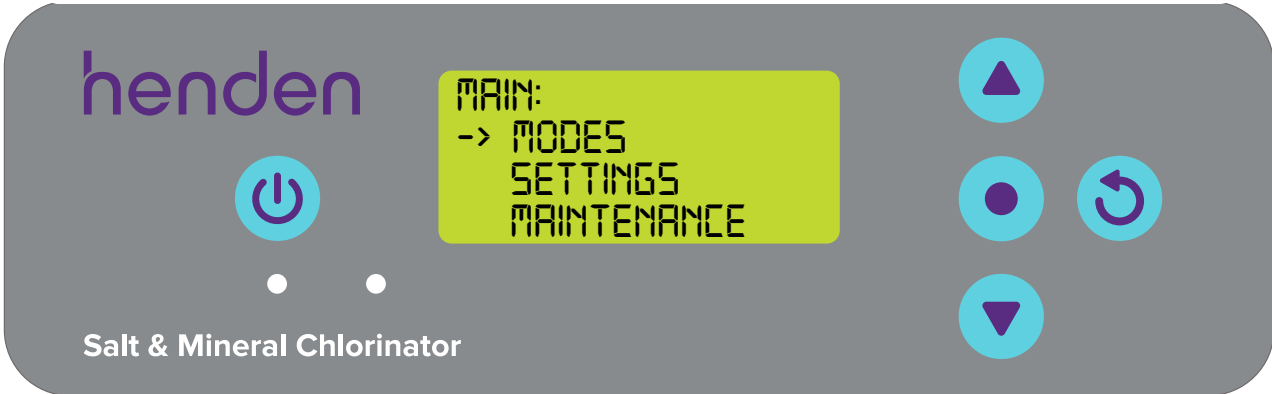 henden
MAIN:
-> MODES
SETTINGS
MAINTENANCE
Salt & Mineral Chlorinator